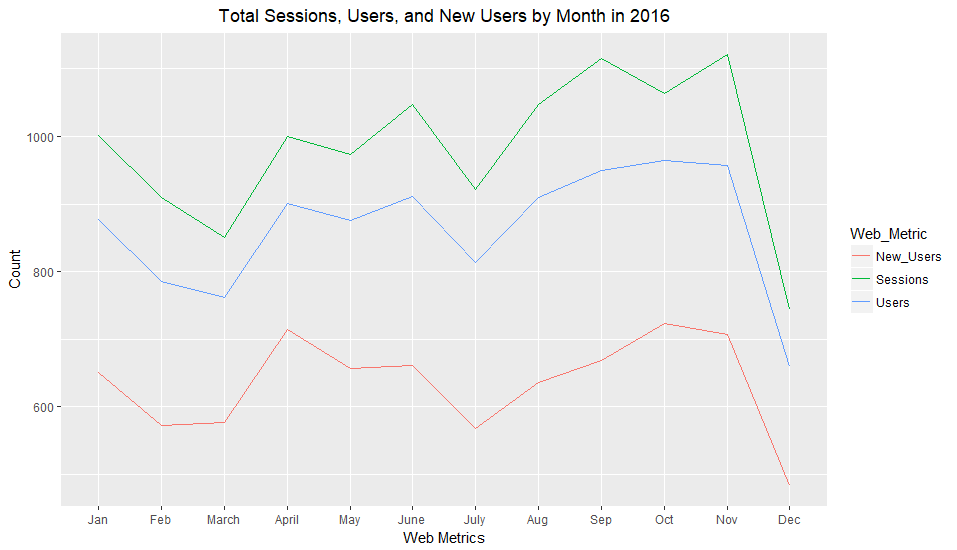 Total Sessions, Users, and New Users by Month in 2016
Count
1000
800
600
Jan Feb March April May June July Aug Sep Oct Nov Dec
Web Metrics
Web_Metric
New_Users
Sessions
Users